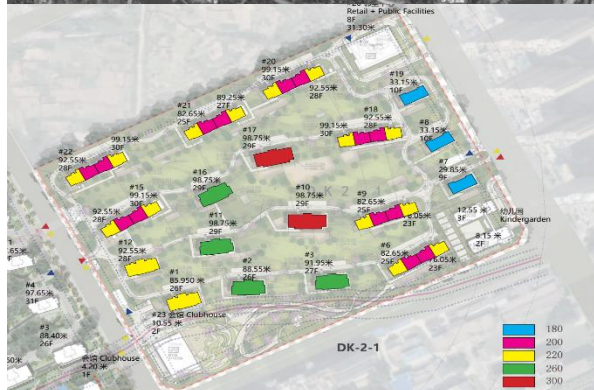 Retail + Public Facilities
8F
31.30米
#20
99.15米
30F
92.55米
28F
#19
33.15米
10F
89.25米
27F
#21
82.65米
25F
#18
92.55米
28F
99.15米
30F
#8
33.15米
10F
#17
98.75米
29F
99.15米
30F
#22
92.55米
28F
#7
29.85米
9F
#16
98.75米
29F
#15
99.15米
30F
92.55米
28F
#10
98.75米
29F
#9
82.65米
25F
23F
12.55米
3F
幼儿园
Kindergarden
8.15米
2F
#11
98.75米
29F
#12
92.55米
28F
#6
82.65米
25F
76.05米
23F
#1
85.950米
26F
#2
88.55米
26F
#3
91.95米
27F
#4
97.65米
31F
#3
88.40米
26F
#23 会馆 Clubhouse
10.55 米
2F
会馆 Clubhouse
4.20米
1F
DK-2-1
180
200
220
260
300